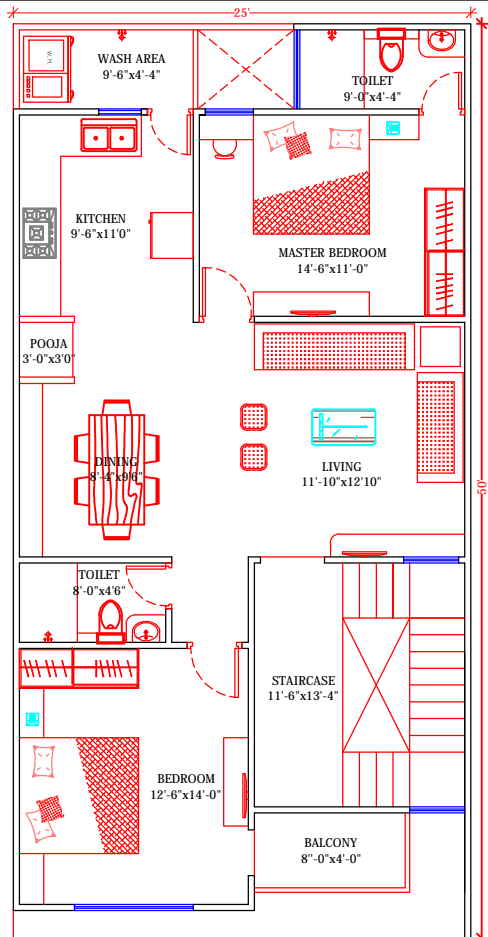 25'
WASH AREA
9'-6"x4'-4"
W.M.
TOILET
9'-0"x4'-4"
KITCHEN
9'-6"x11'0"
MASTER BEDROOM
14'-6"x11'-0"
POOJA
3'-0"x3'0"
DINING
8'-4"x9'6"
LIVING
11'-10"x12'10"
50'
TOILET
8'-0"x4'6"
STAIRCASE
11'-6"x13'-4"
BEDROOM
12'-6"x14'-0"
BALCONY
8''-0"x4'-0"